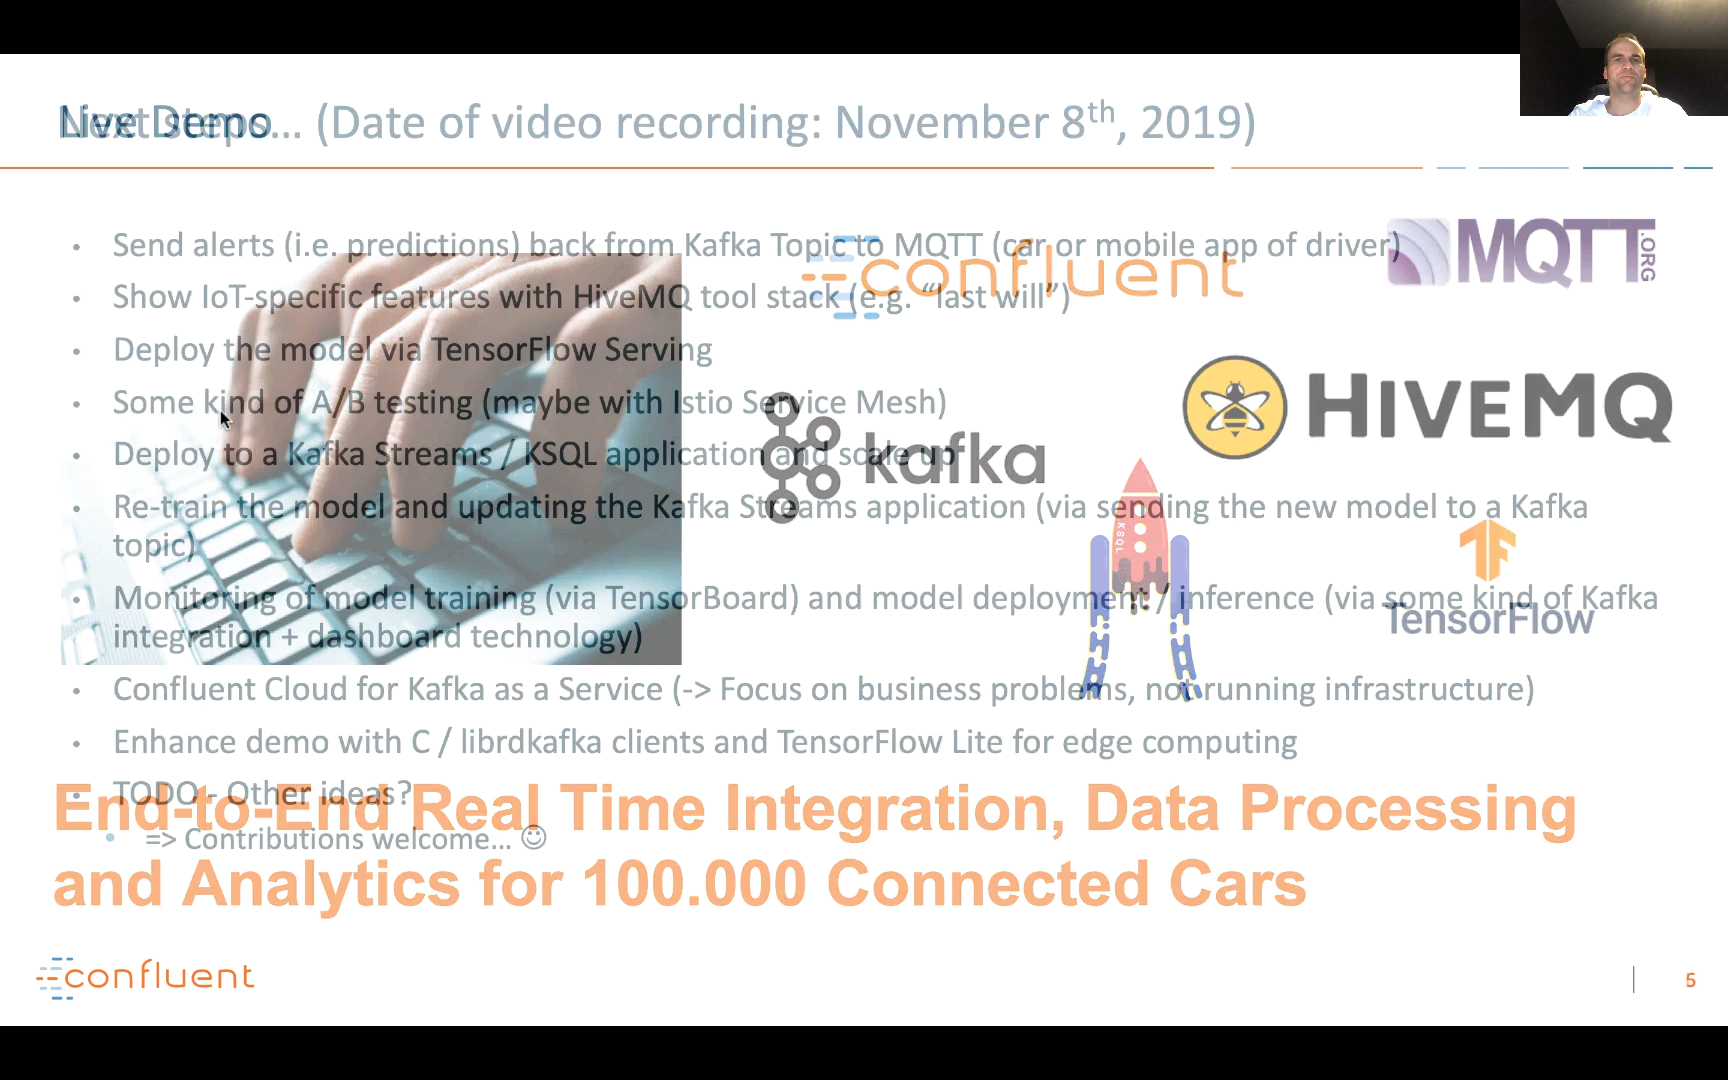 Live Demo
Next steps... (Date of video recording: November 8th, 2019)
• Send alerts (i.e. predictions) back from Kafka Topic to MQTT (car or mobile app of driver)
• Show IoT-specific features with HiveMQ tool stack (e.g. “last will”)
• Deploy the model via TensorFlow Serving
• Some kind of A/B testing (maybe with Istio Service Mesh)
• Deploy to a Kafka Streams / KSQL application and scale up
• Re-train the model and updating the Kafka Streams application (via sending the new model to a Kafka
topic)
• Monitoring of model training (via TensorBoard) and model deployment / inference (via some kind of Kafka
integration + dashboard technology)
• Confluent Cloud for Kafka as a Service (-> Focus on business problems, not running infrastructure)
• Enhance demo with C / librdkafka clients and TensorFlow Lite for edge computing
• TODO - Other ideas?
• => Contributions welcome... ☺
confluent
MQTT.ORG
HIVEMQ
kafka
KSQL
TensorFlow
End-to-End Real Time Integration, Data Processing
and Analytics for 100.000 Connected Cars
confluent
5